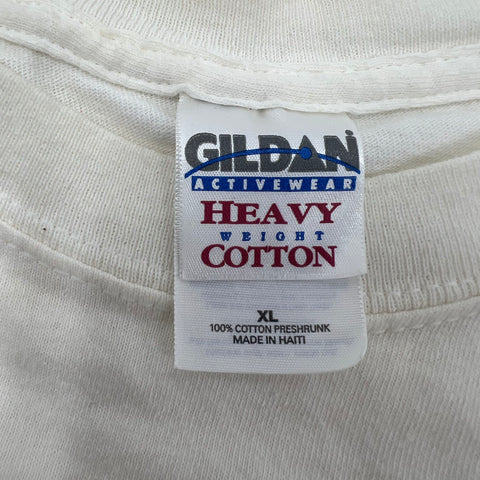 GILDAN
ACTIVEWEAR
HEAVY
WEIGHT
COTTON
XL
100% COTTON PRESHRUNK
MADE IN HAITI